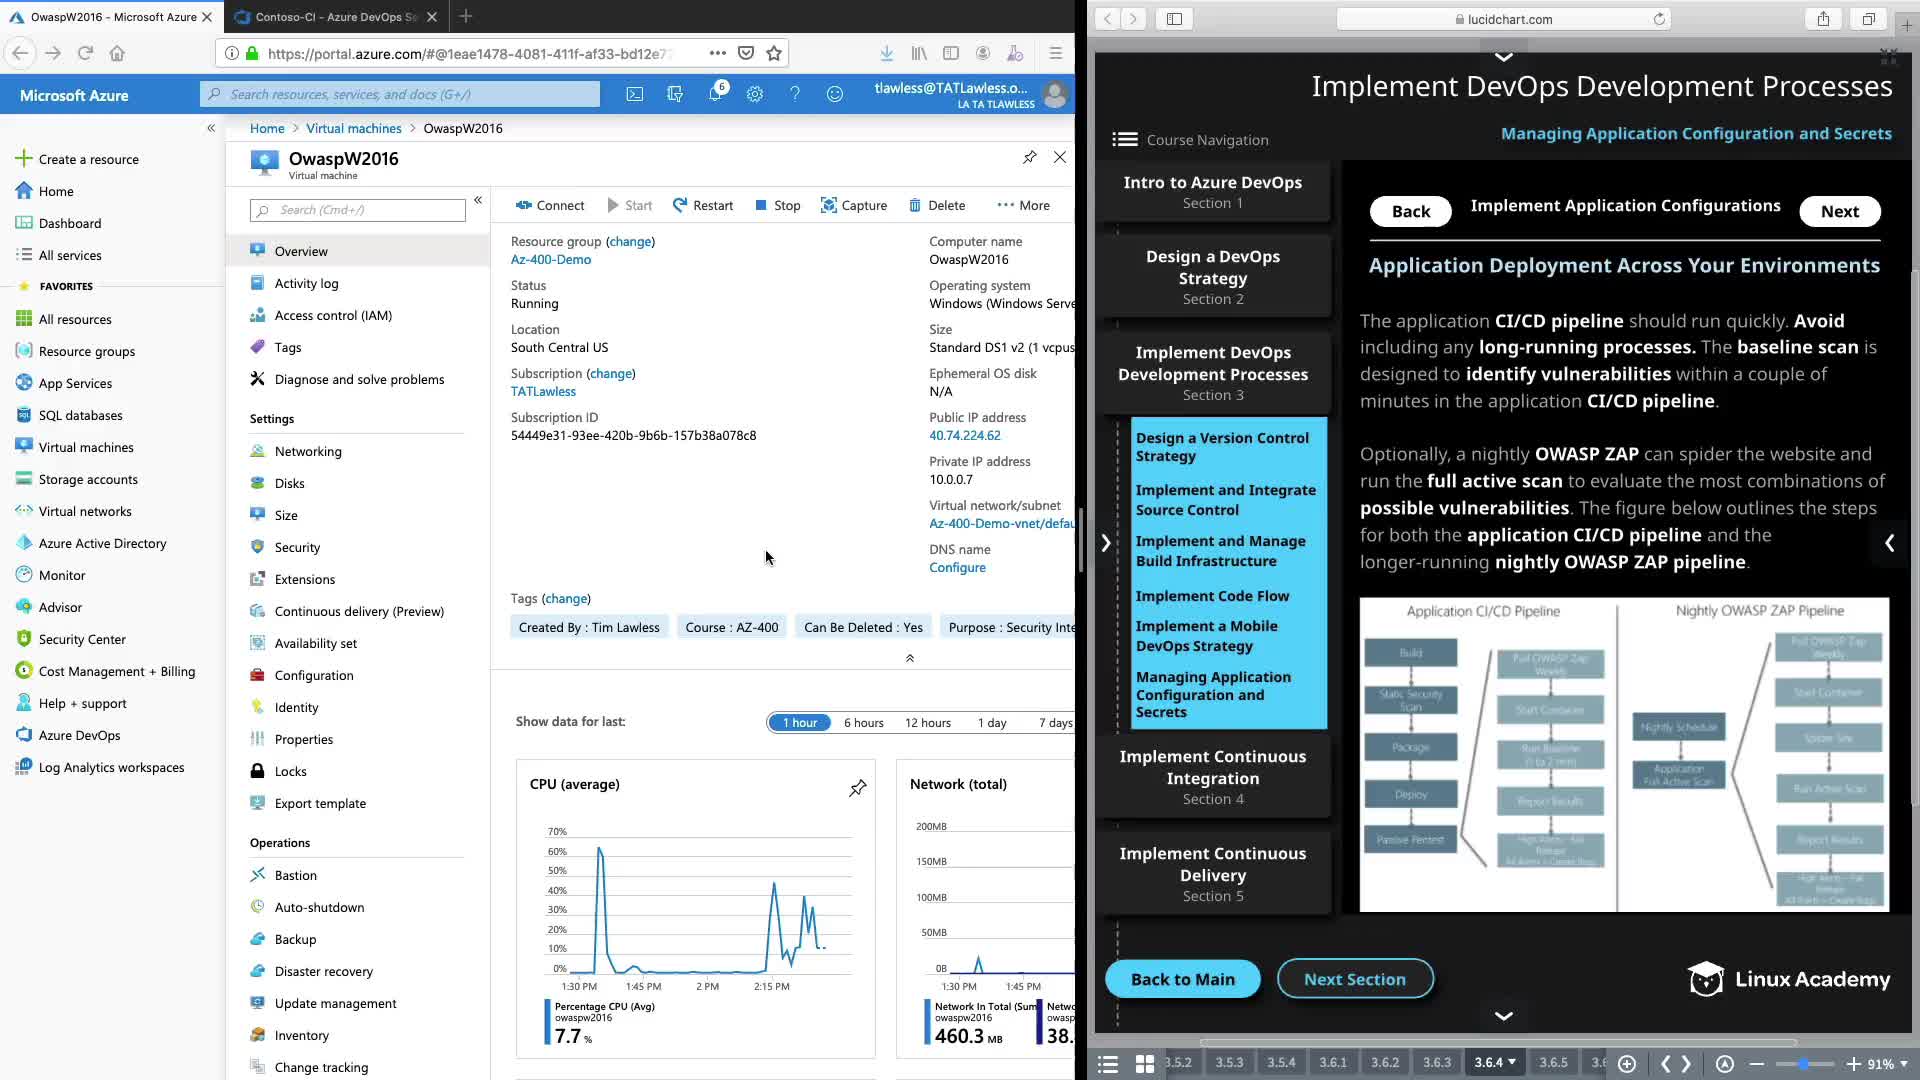 OwaspW2016 - Microsoft Azure
Contoso-CI - Azure DevOps Se
https://portal.azure.com/#@1eae1478-4081-411f-af33-bd12e7
Microsoft Azure
Search resources, services, and docs (G+/)
6
tlawless@TATLawless.o...
LA TA TLAWLESS
Create a resource
Home
Dashboard
All services
FAVORITES
All resources
Resource groups
App Services
SQL databases
Virtual machines
Storage accounts
Virtual networks
Azure Active Directory
Monitor
Advisor
Security Center
Cost Management + Billing
Help + support
Azure DevOps
Log Analytics workspaces
Home > Virtual machines > OwaspW2016
OwaspW2016
Virtual machine
Search (Cmd+/)
Overview
Activity log
Access control (IAM)
Tags
Diagnose and solve problems
Settings
Networking
Disks
Size
Security
Extensions
Continuous delivery (Preview)
Availability set
Configuration
Identity
Properties
Locks
Export template
Operations
Bastion
Auto-shutdown
Backup
Disaster recovery
Update management
Inventory
Change tracking
Connect Start Restart Stop Capture Delete More
Resource group (change)
Az-400-Demo
Status
Running
Location
South Central US
Subscription (change)
TATLawless
Subscription ID
54449e31-93ee-420b-9b6b-157b38a078c8
Computer name
OwaspW2016
Operating system
Windows (Windows Serve
Size
Standard DS1 v2 (1 vcpus
Ephemeral OS disk
N/A
Public IP address
40.74.224.62
Private IP address
10.0.0.7
Virtual network/subnet
Az-400-Demo-vnet/defau
DNS name
Configure
Tags (change)
Created By : Tim Lawless Course : AZ-400 Can Be Deleted : Yes Purpose : Security Inte
Show data for last:
1 hour 6 hours 12 hours 1 day 7 days
CPU (average)
70%
60%
50%
40%
30%
20%
10%
0%
1:30 PM 1:45 PM 2 PM 2:15 PM
Percentage CPU (Avg)
owaspw2016
7.7 %
Network (total)
200MB
150MB
100MB
50MB
0B
1:30 PM 1:45 PM
Network In Total (Sum
owaspw2016
460.3 MB
Netwo
owasp
38.
lucidchart.com
Implement DevOps Development Processes
Course Navigation
Managing Application Configuration and Secrets
Intro to Azure DevOps
Section 1
Design a DevOps
Strategy
Section 2
Implement DevOps
Development Processes
Section 3
Design a Version Control
Strategy
Implement and Integrate
Source Control
Implement and Manage
Build Infrastructure
Implement Code Flow
Implement a Mobile
DevOps Strategy
Managing Application
Configuration and
Secrets
Implement Continuous
Integration
Section 4
Implement Continuous
Delivery
Section 5
Back Implement Application Configurations Next
Application Deployment Across Your Environments
The application CI/CD pipeline should run quickly. Avoid
including any long-running processes. The baseline scan is
designed to identify vulnerabilities within a couple of
minutes in the application CI/CD pipeline.
Optionally, a nightly OWASP ZAP can spider the website and
run the full active scan to evaluate the most combinations of
possible vulnerabilities. The figure below outlines the steps
for both the application CI/CD pipeline and the
longer-running nightly OWASP ZAP pipeline.
Application CI/CD Pipeline
Build
Static Security
Scan
Package
Deploy
Passive Pentest
Pull OWASP Zap
Weekly
Start Container
Run Baseline
(1 to 2 min)
Report Results
High Alerts - Fail
Release
All Alerts > Create Bugs
Nightly OWASP ZAP Pipeline
Nightly Schedule
Application
Full Active Scan
Pull OWASP Zap
Weekly
Start Container
Spider Site
Run Active Scan
Report Results
High Alerts - Fail
Release
All Alerts > Create Bugs
Back to Main Next Section
Linux Academy
3.5.2 3.5.3 3.5.4 3.6.1 3.6.2 3.6.3 3.6.4 3.6.5 3.6
91%